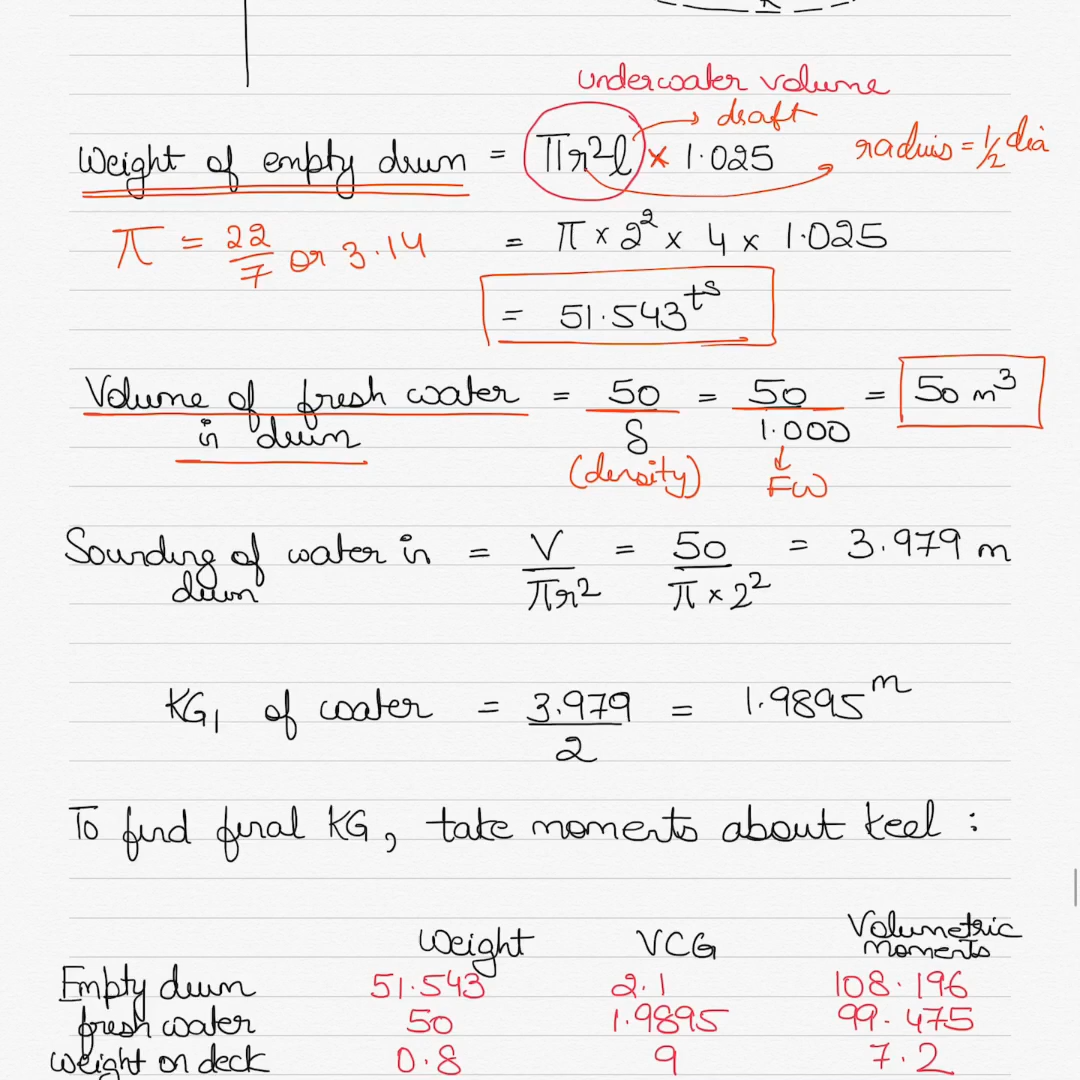 underwater volume
→ draft
Weight of empty drum = πr²l × 1.025
radius = 1/2 dia
π = 22/7 or 3.14
= π × 2² × 4 × 1.025
= 51.543 ts
Volume of fresh water = 50/δ = 50/1.000 = 50 m³
in drum
(density) ↓ FW
Sounding of water in = V/πr² = 50/π × 2² = 3.979 m
drum
KG₁ of water = 3.979/2 = 1.9895 m
To find final KG, take moments about keel :
Weight VCG Volumetric moments
Empty drum 51.543 2.1 108.196
fresh water 50 1.9895 99.475
weight on deck 0.8 9 7.2